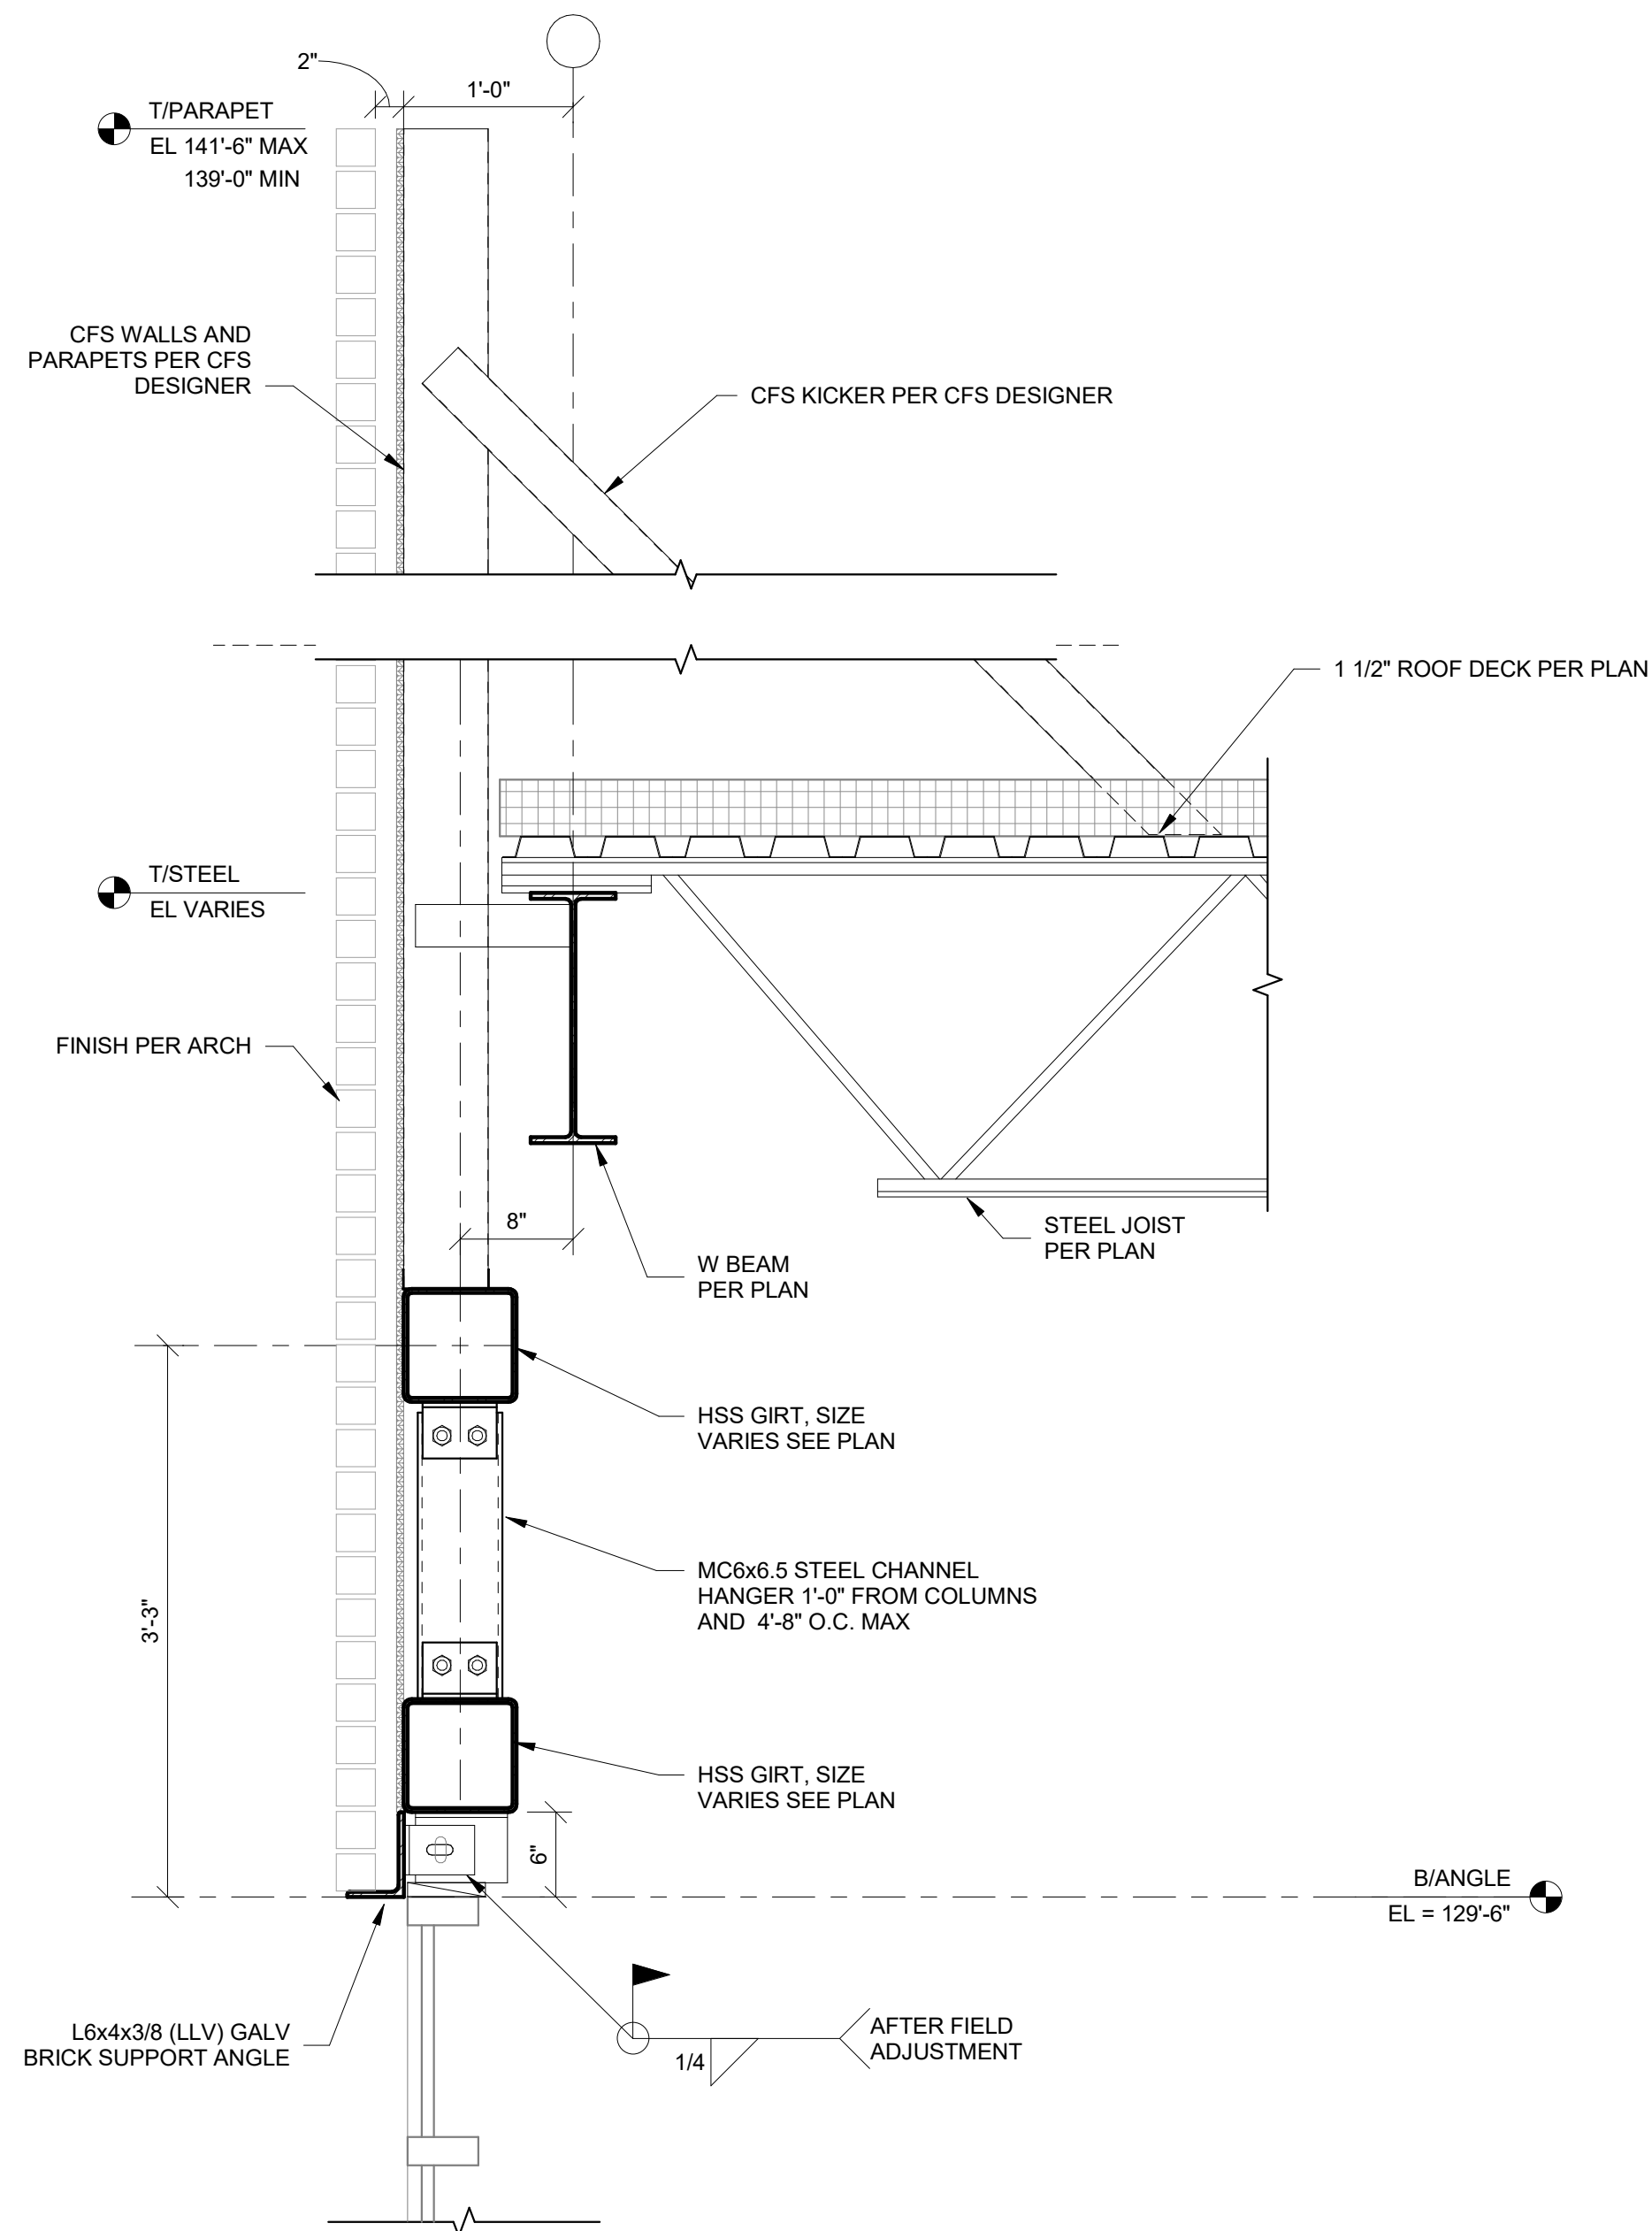 2"
1'-0"
T/PARAPET
EL 141'-6" MAX
139'-0" MIN
CFS WALLS AND
PARAPETS PER CFS
DESIGNER
CFS KICKER PER CFS DESIGNER
1 1/2" ROOF DECK PER PLAN
T/STEEL
EL VARIES
FINISH PER ARCH
8"
STEEL JOIST
PER PLAN
W BEAM
PER PLAN
HSS GIRT, SIZE
VARIES SEE PLAN
3'-3"
MC6x6.5 STEEL CHANNEL
HANGER 1'-0" FROM COLUMNS
AND 4'-8" O.C. MAX
HSS GIRT, SIZE
VARIES SEE PLAN
6"
B/ANGLE
EL = 129'-6"
L6x4x3/8 (LLV) GALV
BRICK SUPPORT ANGLE
1/4
AFTER FIELD
ADJUSTMENT